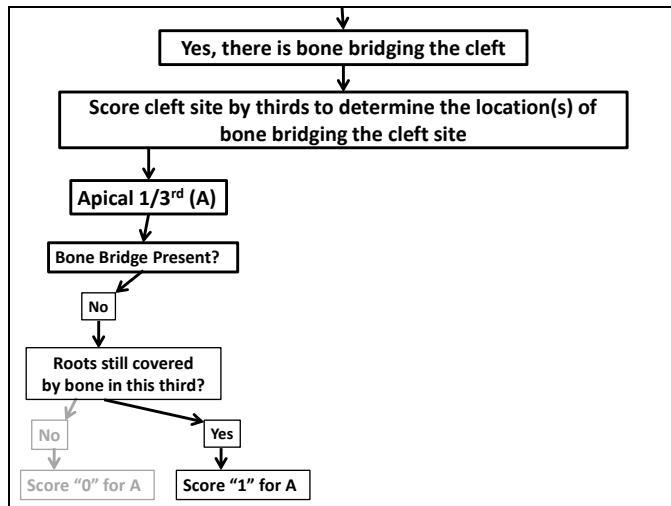 Yes, there is bone bridging the cleft
Score cleft site by thirds to determine the location(s) of
bone bridging the cleft site
Apical 1/3rd (A)
Bone Bridge Present?
No
Roots still covered
by bone in this third?
No
Yes
Score “0” for A
Score “1” for A